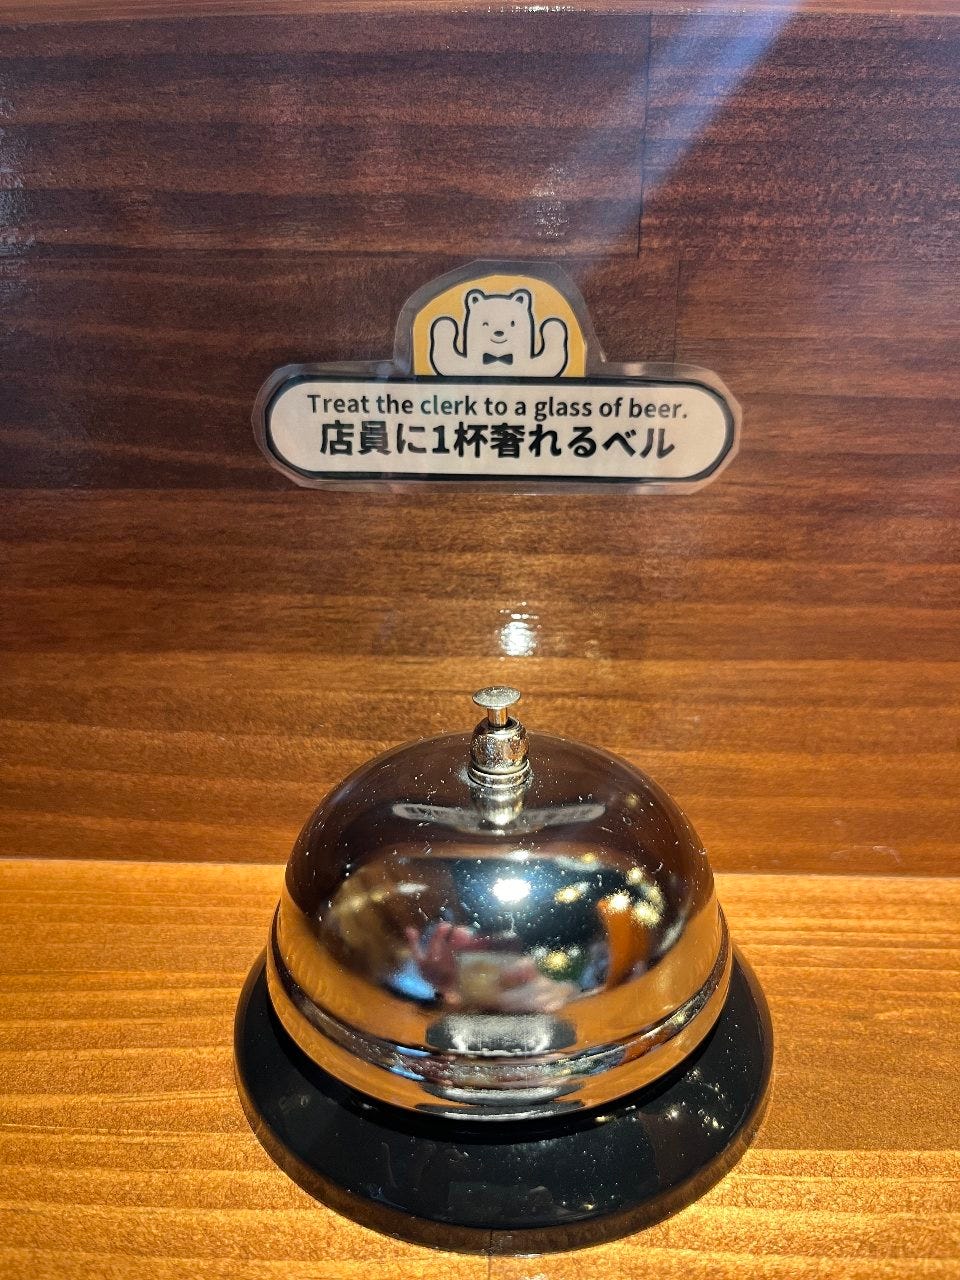 Treat the clerk to a glass of beer.
店員に1杯奢れるベル